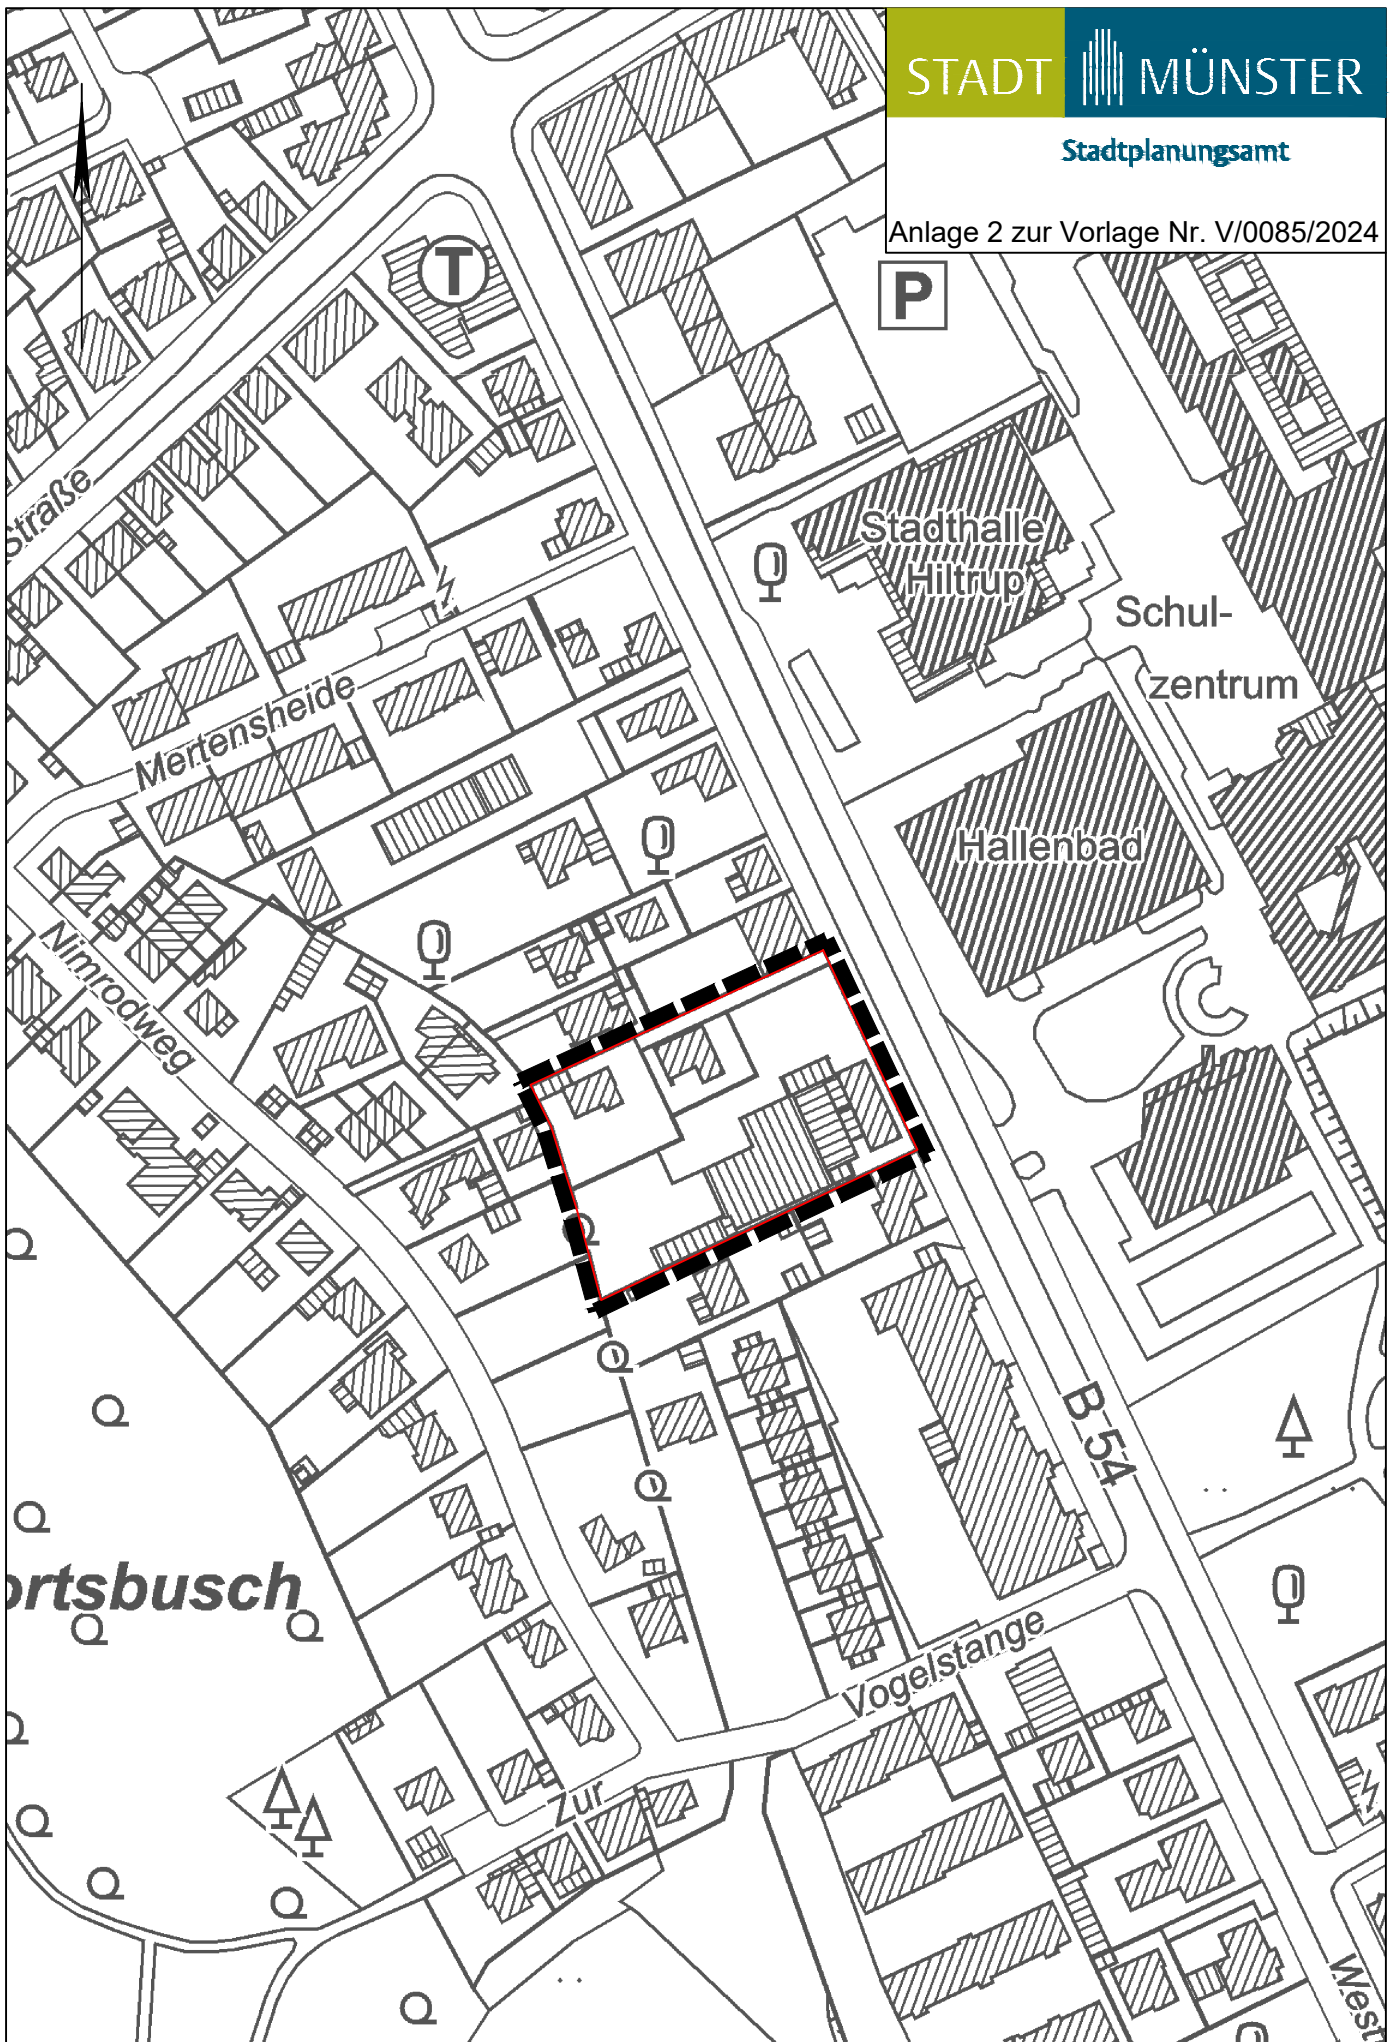 STADT MÜNSTER
Stadtplanungsamt
Anlage 2 zur Vorlage Nr. V/0085/2024
T
P
Straße
Stadthalle
Hiltrup
Schul-
zentrum
Mertensheide
Hallenbad
Nimrodweg
B 54
ortsbusch
Vogelstange
Zur
West